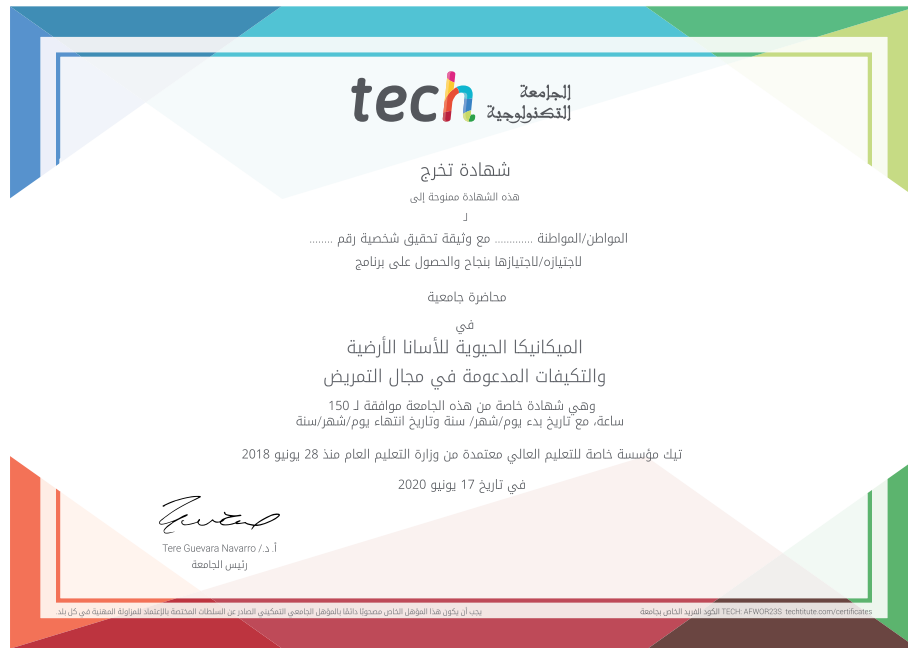 tech
الجامعة
التكنولوجية
شهادة تخرج
هذه الشهادة ممنوحة إلى
لـ
المواطن/المواطنة ............. مع وثيقة تحقيق شخصية رقم ........
لاجتيازه/لاجتيازها بنجاح والحصول على برنامج
محاضرة جامعية
في
الميكانيكا الحيوية للأسانا الأرضية
والتكيفات المدعومة في مجال التمريض
وهي شهادة خاصة من هذه الجامعة موافقة لـ 150
ساعة، مع تاريخ بدء يوم/شهر/ سنة وتاريخ انتهاء يوم/شهر/سنة
تيك مؤسسة خاصة للتعليم العالي معتمدة من وزارة التعليم العام منذ 28 يونيو 2018
في تاريخ 17 يونيو 2020
أ.د./ Tere Guevara Navarro
رئيس الجامعة
يجب أن يكون هذا المؤهل الخاص مصحوبًا دائمًا بالمؤهل الجامعي التمكيني الصادر عن السلطات المختصة بالإعتماد للمزاولة المهنية في كل بلد.
الكود الفريد الخاص بجامعة TECH: AFWOR23S techtitute.com/certificates